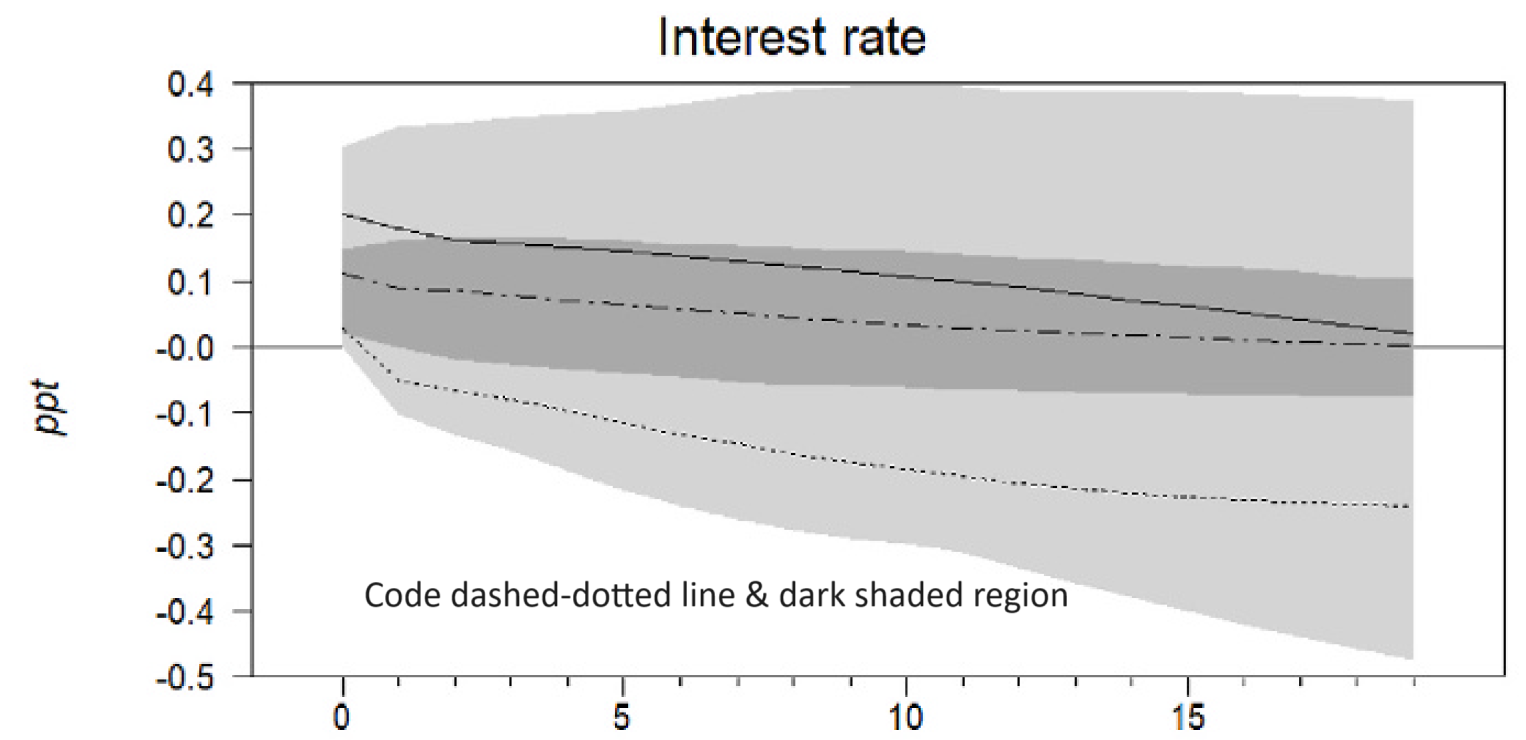 Interest rate
0.4
0.3
0.2
0.1
-0.0
-0.1
-0.2
-0.3
-0.4
-0.5
ppt
Code dashed-dotted line & dark shaded region
0 5 10 15